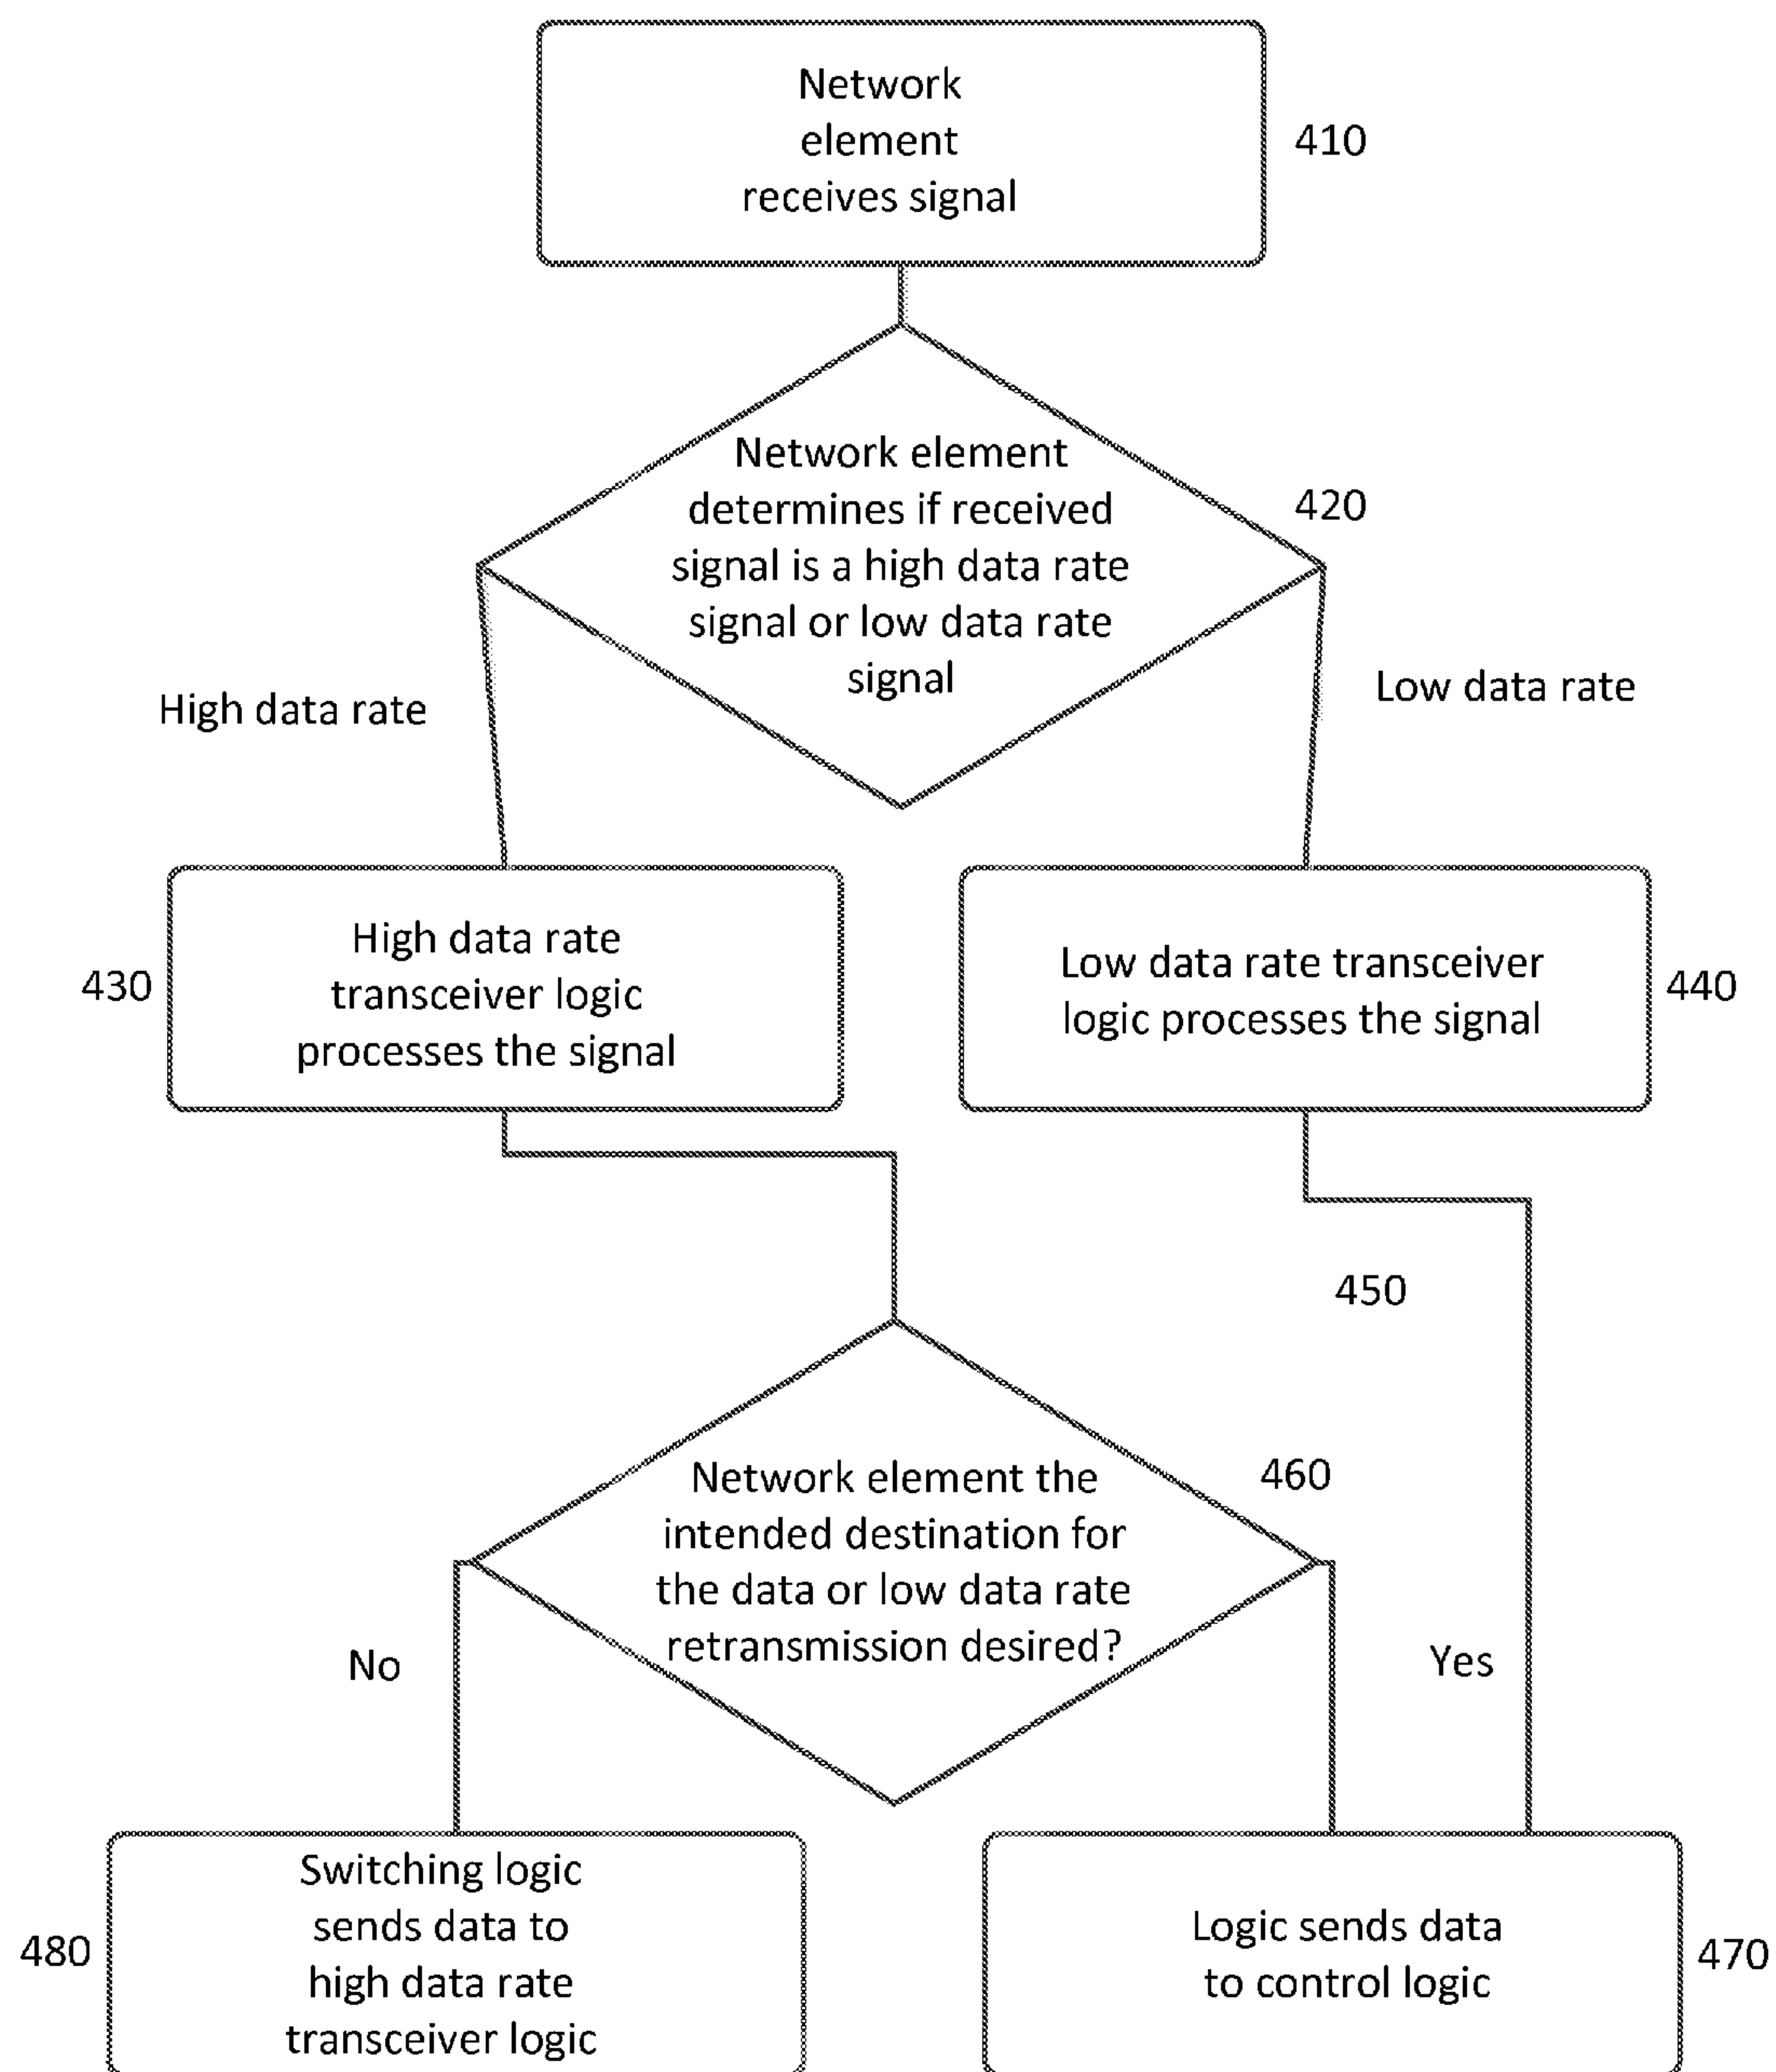 Network
element
receives signal
410
Network element
determines if received
signal is a high data rate
signal or low data rate
signal
420
High data rate
Low data rate
430
High data rate
transceiver logic
processes the signal
Low data rate transceiver
logic processes the signal
440
450
Network element the
intended destination for
the data or low data rate
retransmission desired?
460
No
Yes
480
Switching logic
sends data to
high data rate
transceiver logic
Logic sends data
to control logic
470